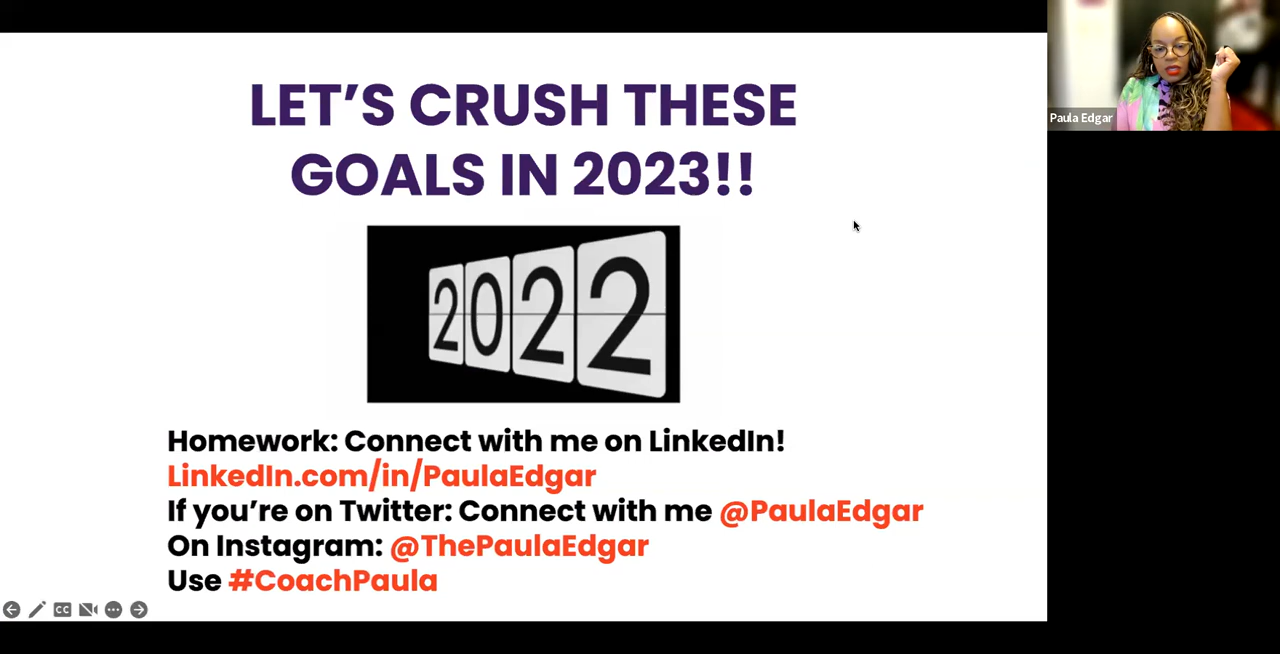 LET’S CRUSH THESE
GOALS IN 2023!!
2022
Homework: Connect with me on LinkedIn!
LinkedIn.com/in/PaulaEdgar
If you’re on Twitter: Connect with me @PaulaEdgar
On Instagram: @ThePaulaEdgar
Use #CoachPaula
CC
Paula Edgar